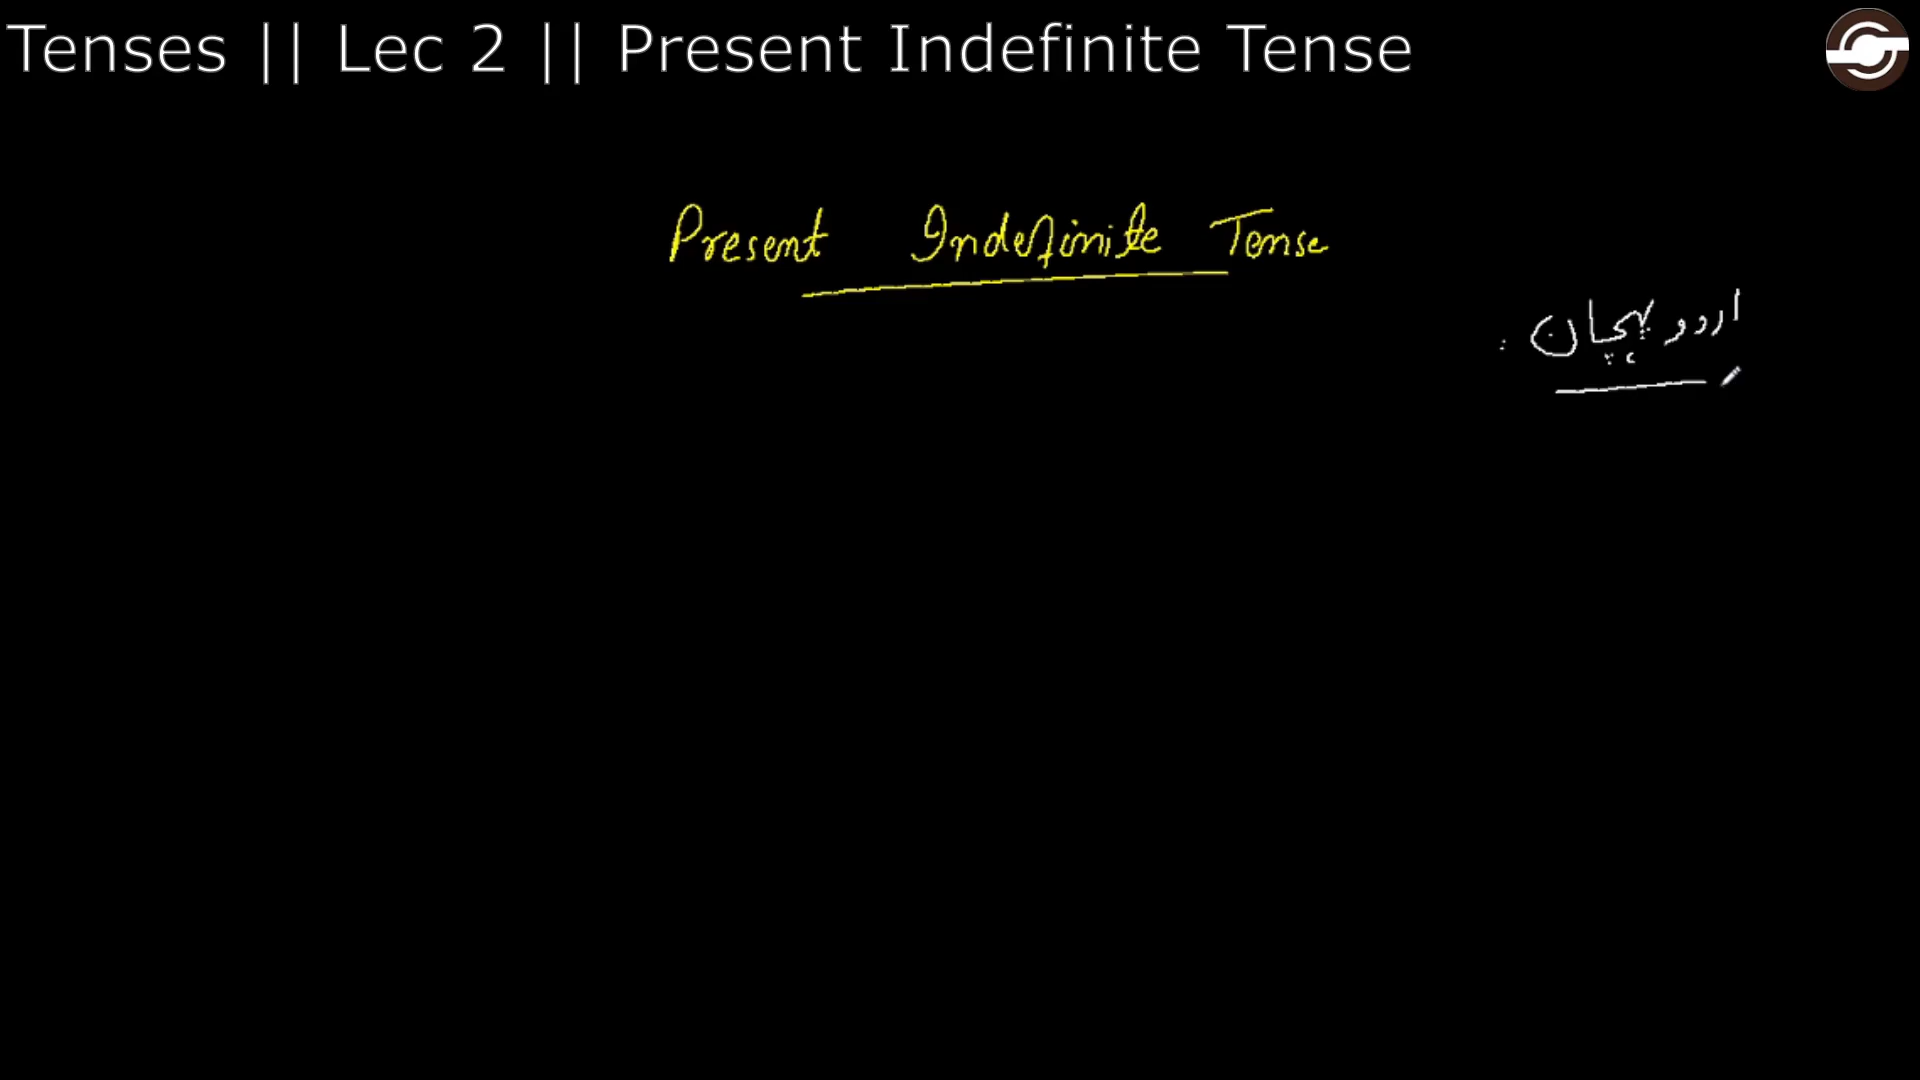 Tenses || Lec 2 || Present Indefinite Tense
Present Indefinite Tense
اردو پہچان :